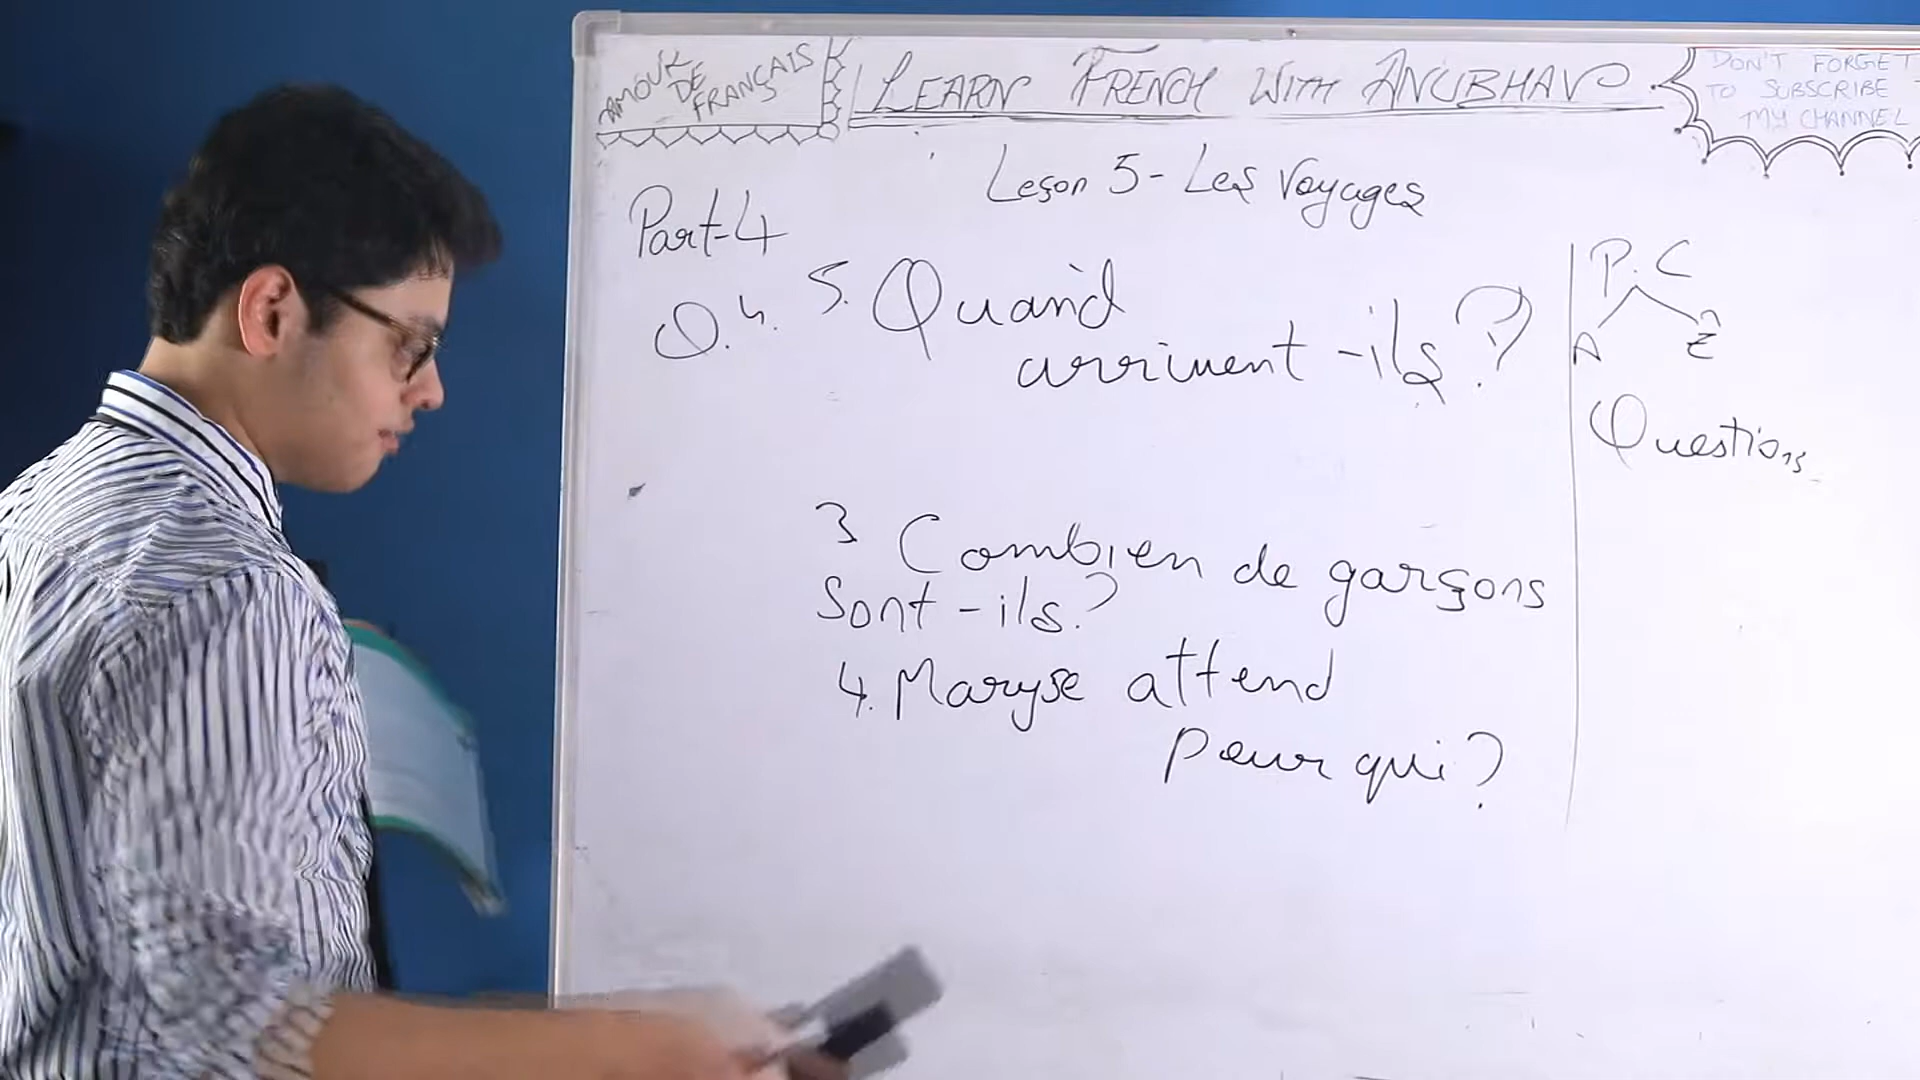 AMOUR
DE
FRANÇAIS
LEARN FRENCH WITH ANUBHAV
DON'T FORGET
TO SUBSCRIBE
MY CHANNEL
Leçon 5 - Les Voyages
Part-4
Q.4. 5. Quand
arrivent-ils?
3 Combien de garçons
sont-ils?
4. Maryse attend
pour qui?
P.C
A Ê
Questions